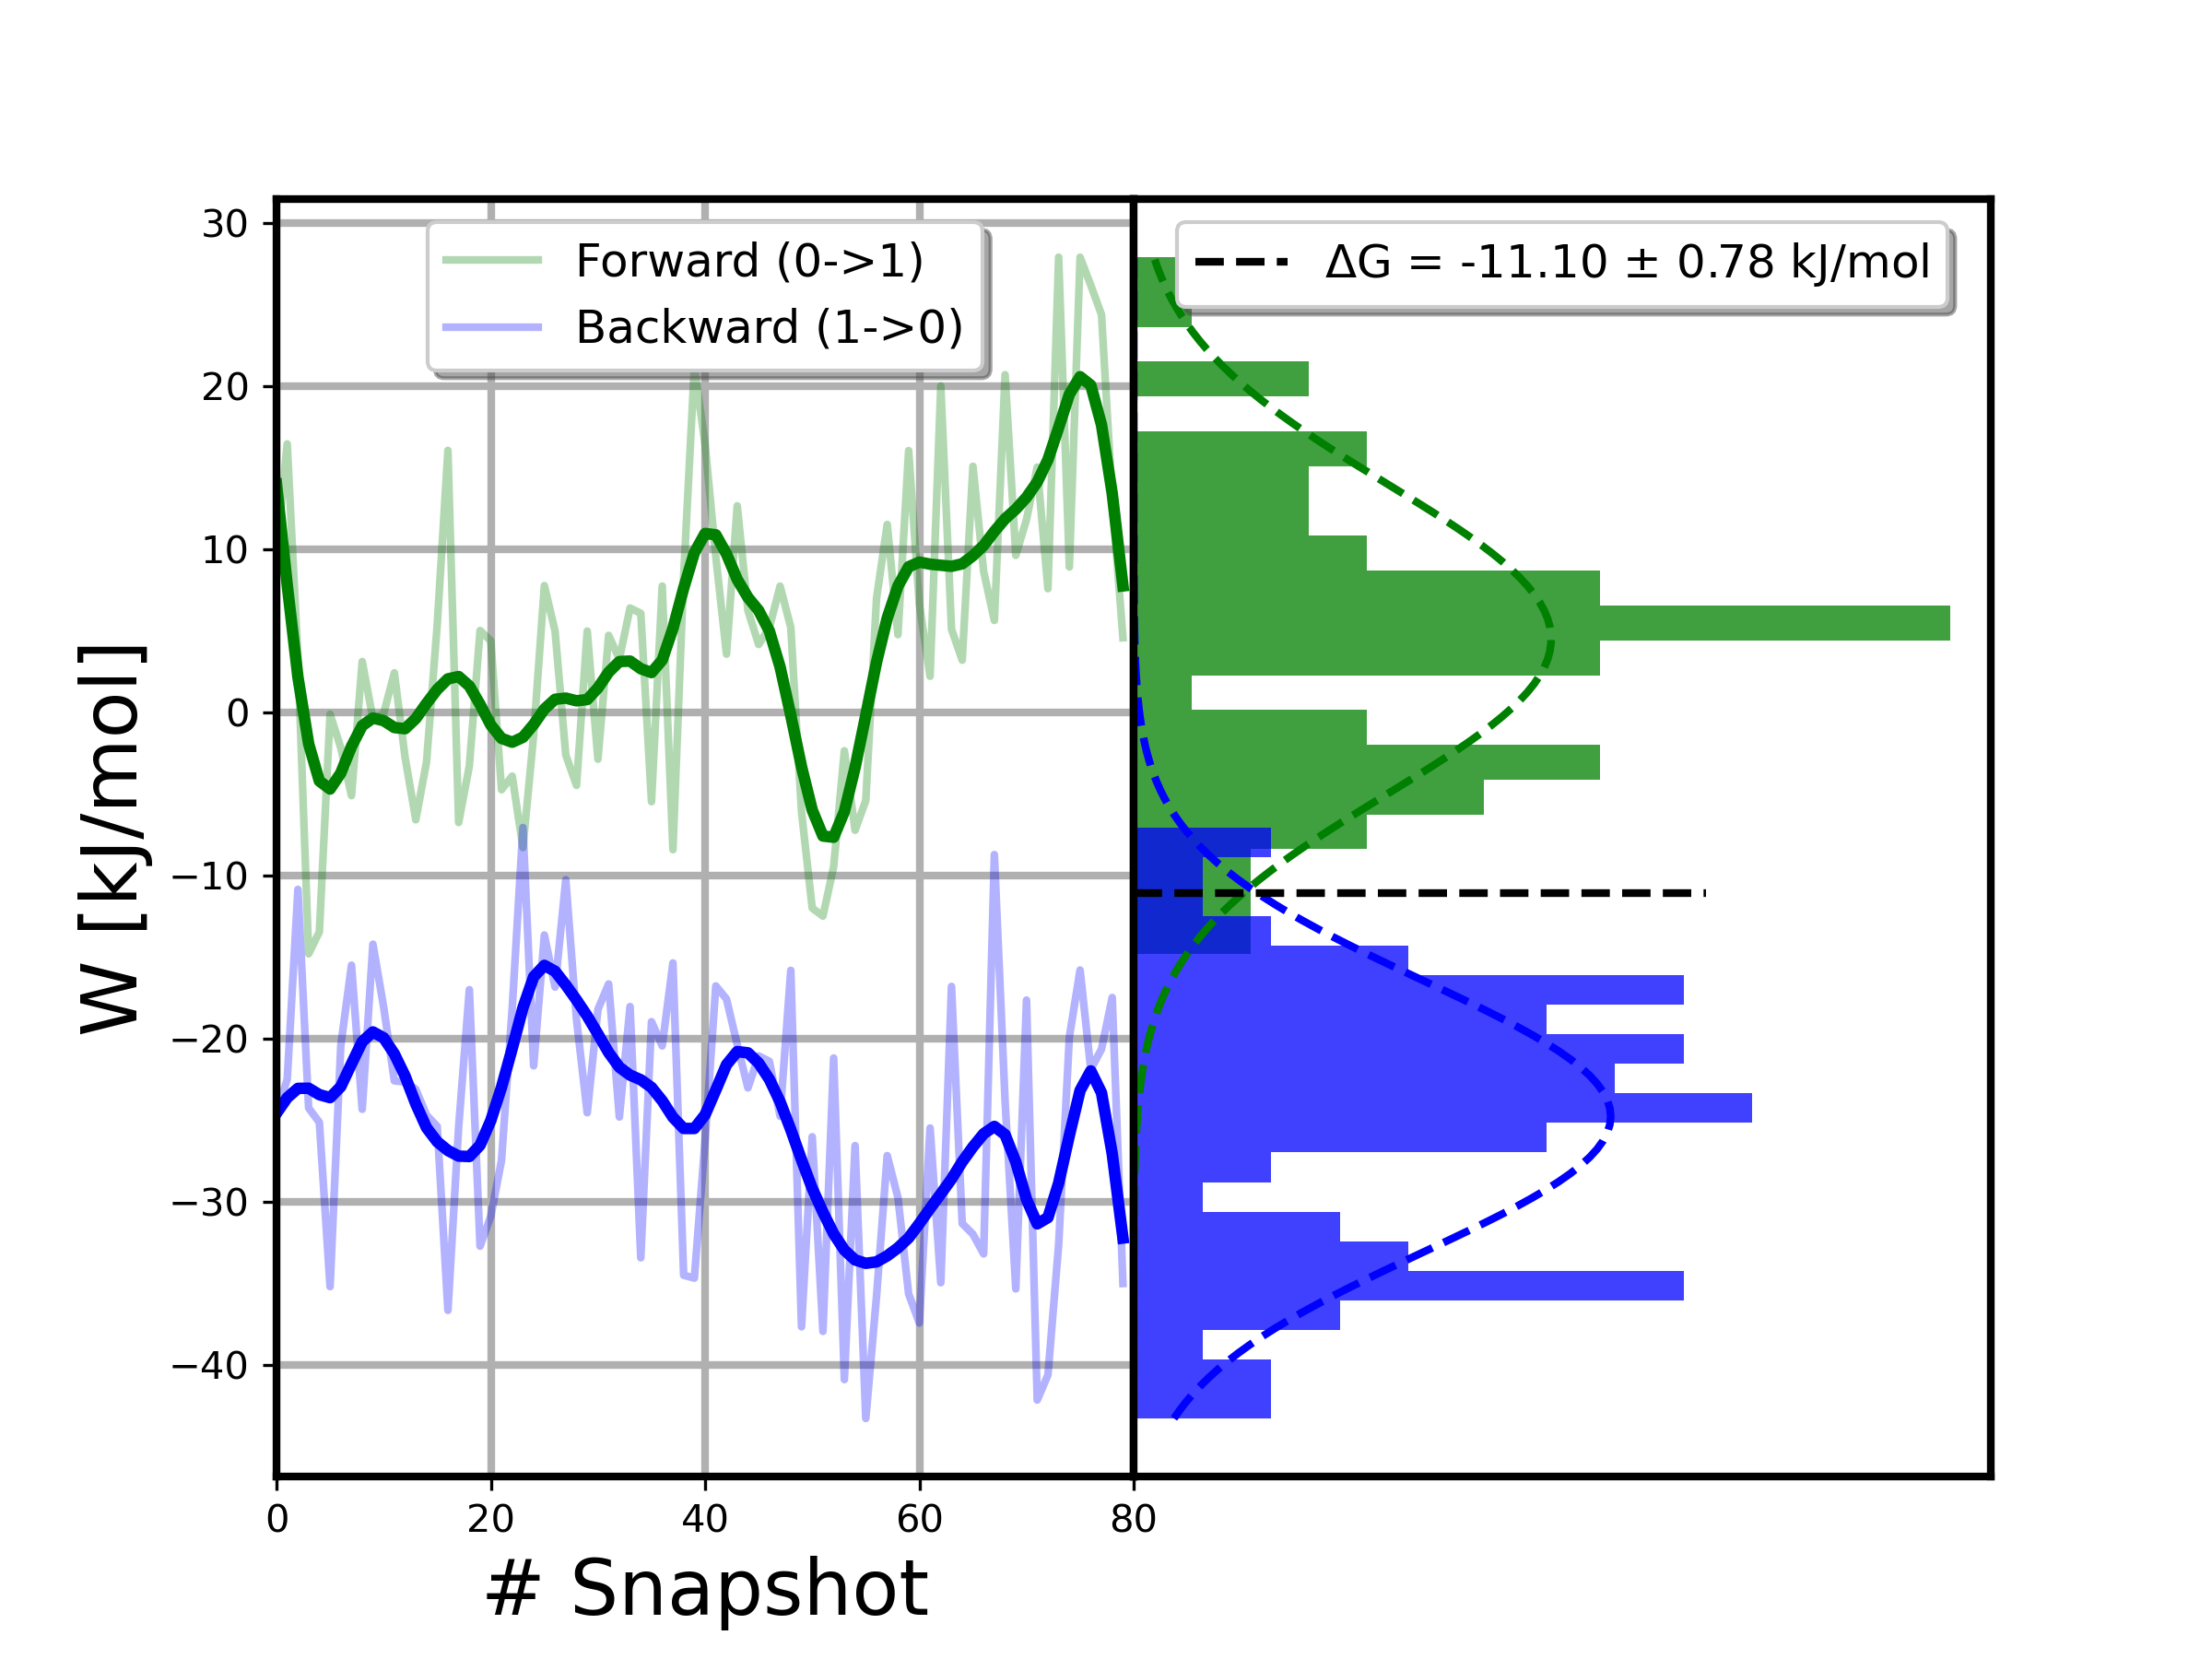 Forward (0->1)
Backward (1->0)
ΔG = -11.10 ± 0.78 kJ/mol
30
20
10
0
−10
−20
−30
−40
W [kJ/mol]
0 20 40 60 80
# Snapshot